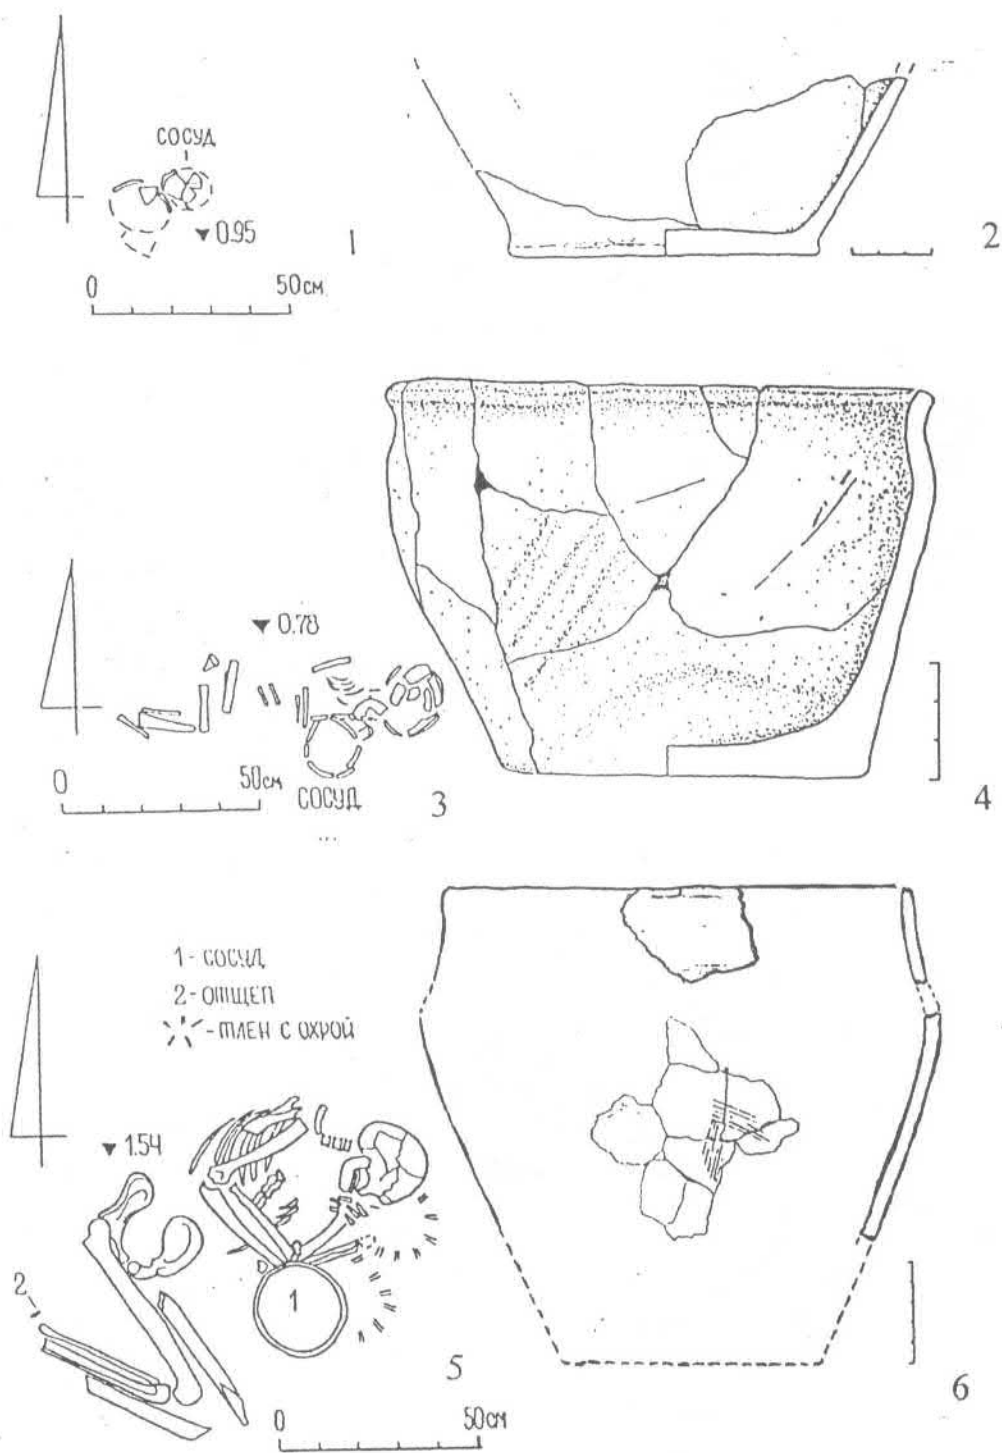 СОСУД
▼ 0.95
1
2
0 50см
▼ 0.78
0 50см
СОСУД
3
4
1 - СОСУД
2 - ОТЩЕП
- ТЛЕН С ОХРОЙ
▼ 1.54
2
1
5
6
0 50см